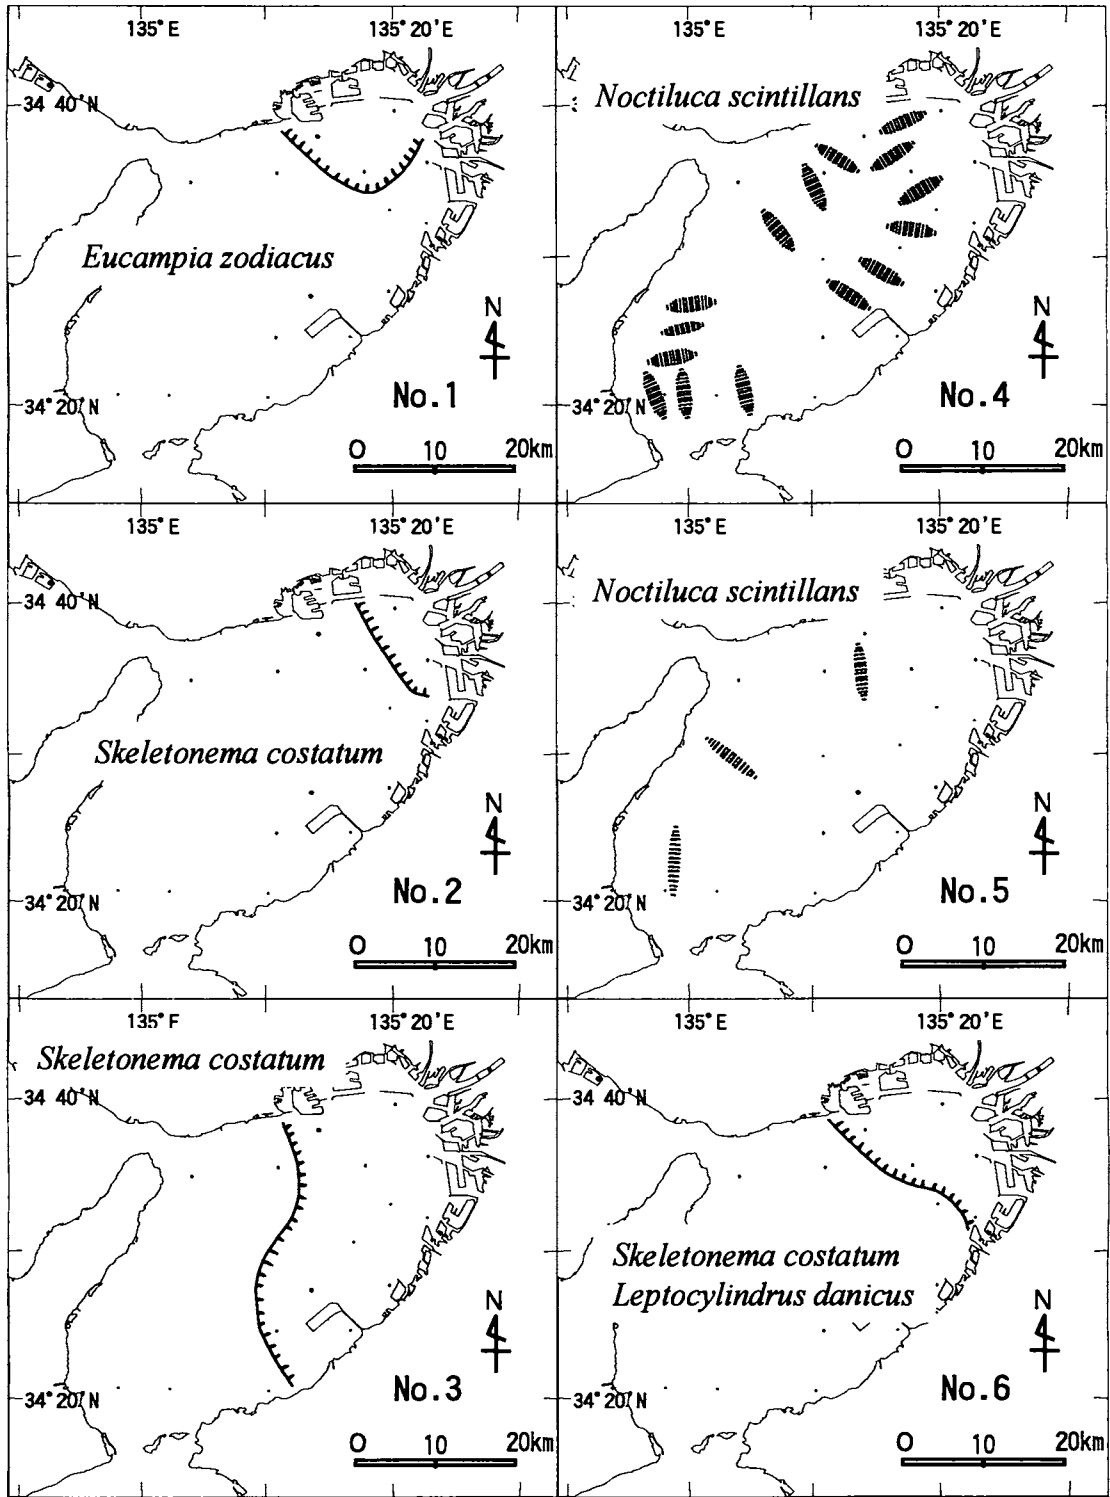 135°E 135°20'E
34°40'N
Eucampia zodiacus
N
34°20'N
No.1
0 10 20km
135°E 135°20'E
Noctiluca scintillans
N
34°20'N
No.4
0 10 20km
135°E 135°20'E
34°40'N
Skeletonema costatum
N
34°20'N
No.2
0 10 20km
135°E 135°20'E
Noctiluca scintillans
N
34°20'N
No.5
0 10 20km
135°F 135°20'E
Skeletonema costatum
34°40'N
N
34°20'N
No.3
0 10 20km
135°E 135°20'E
34°40'N
Skeletonema costatum
Leptocylindrus danicus
N
34°20'N
No.6
0 10 20km